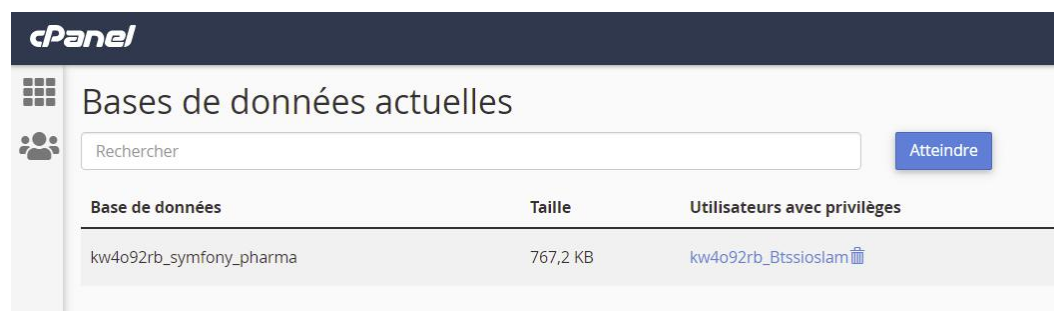 cPanel
Bases de données actuelles
Rechercher Atteindre
Base de données Taille Utilisateurs avec privilèges
kw4o92rb_symfony_pharma 767,2 KB kw4o92rb_Btssioslam